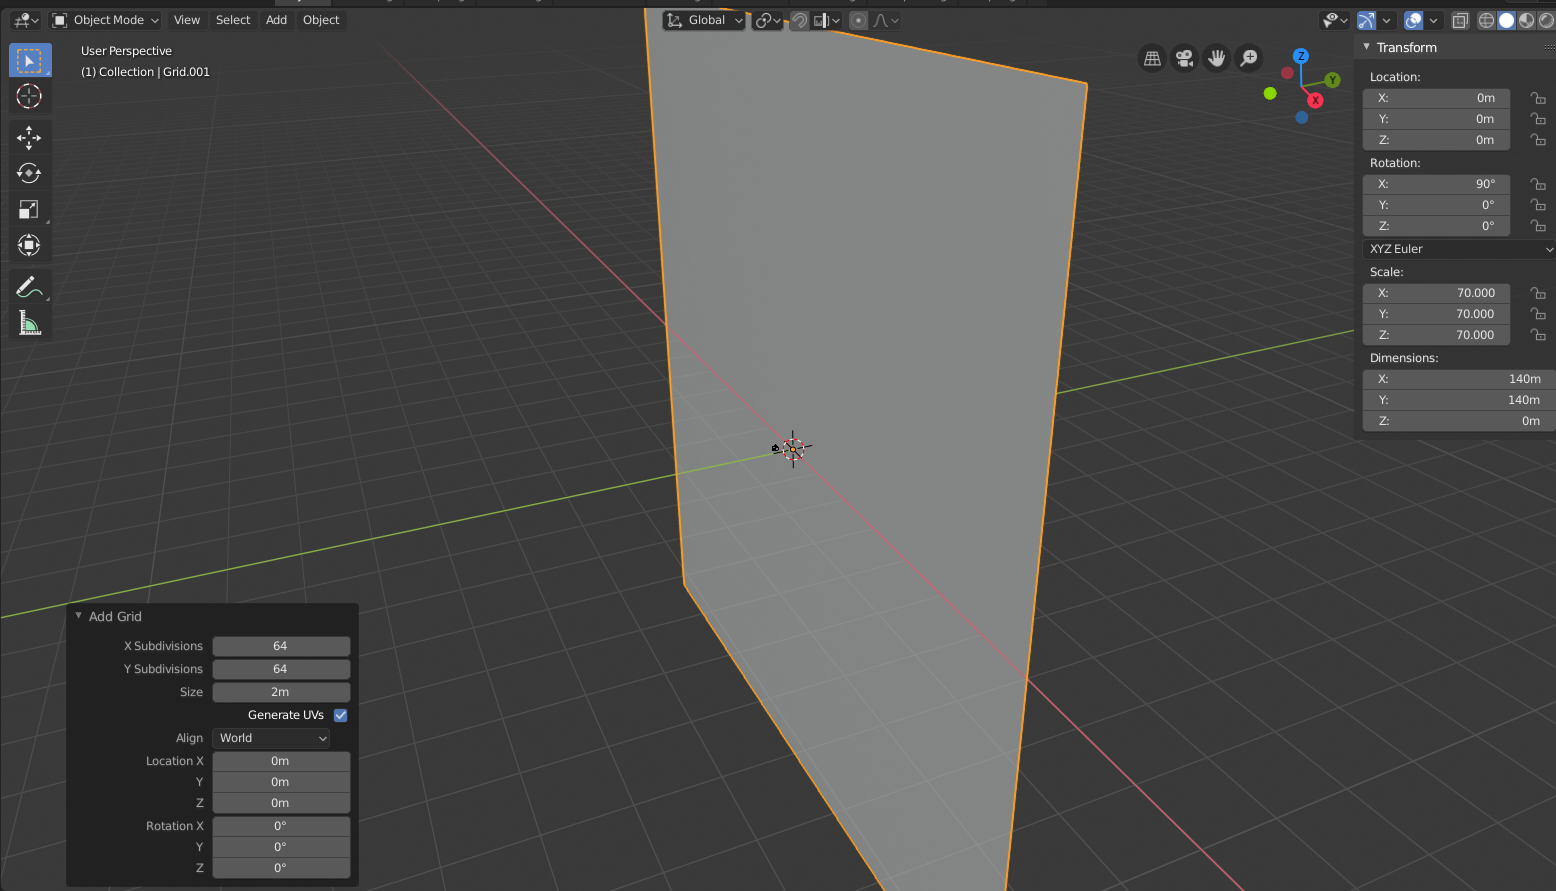 Object Mode
View
Select
Add
Object
Global
User Perspective
(1) Collection | Grid.001
Z
Y
X
Transform
Location:
X: 0m
Y: 0m
Z: 0m
Rotation:
X: 90°
Y: 0°
Z: 0°
XYZ Euler
Scale:
X: 70.000
Y: 70.000
Z: 70.000
Dimensions:
X: 140m
Y: 140m
Z: 0m
Add Grid
X Subdivisions 64
Y Subdivisions 64
Size 2m
Generate UVs
Align World
Location X 0m
Y 0m
Z 0m
Rotation X 0°
Y 0°
Z 0°